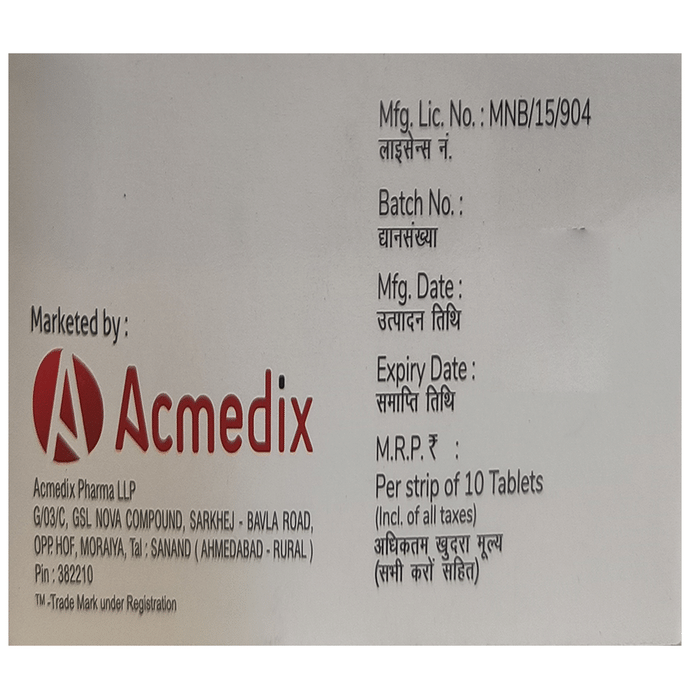 Marketed by :
Acmedix
Acmedix Pharma LLP
G/03/C, GSL NOVA COMPOUND, SARKHEJ - BAVLA ROAD,
OPP. HOF, MORAIYA, Tal : SANAND ( AHMEDABAD - RURAL )
Pin : 382210
TM -Trade Mark under Registration
Mfg. Lic. No. : MNB/15/904
लाइसेन्स नं.
Batch No. :
द्यानसंख्या
Mfg. Date :
उत्पादन तिथि
Expiry Date :
समाप्ति तिथि
M.R.P. ₹ :
Per strip of 10 Tablets
(Incl. of all taxes)
अधिकतम खुदरा मूल्य
(सभी करों सहित)